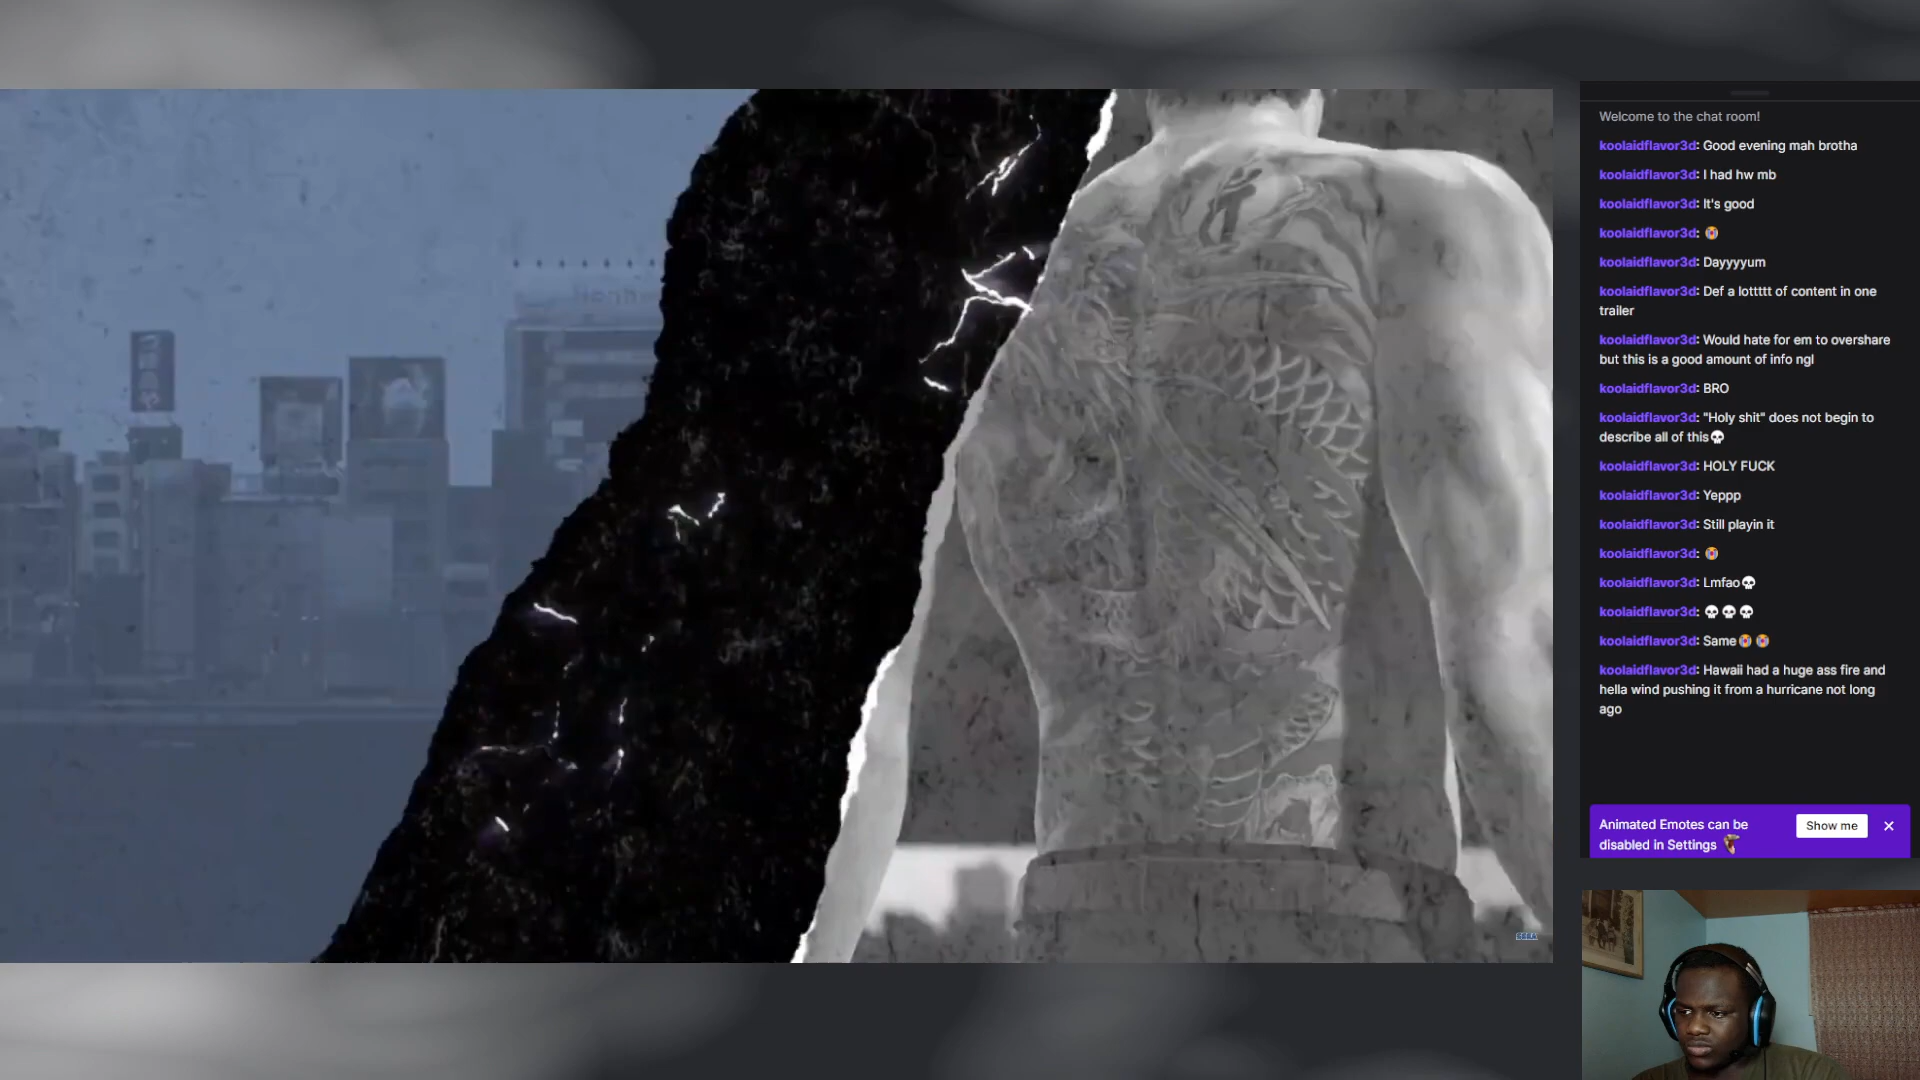 Welcome to the chat room!
koolaidflavor3d: Good evening mah brotha
koolaidflavor3d: I had hw mb
koolaidflavor3d: It's good
koolaidflavor3d: 😭
koolaidflavor3d: Dayyyyum
koolaidflavor3d: Def a lottttt of content in one
trailer
koolaidflavor3d: Would hate for em to overshare
but this is a good amount of info ngl
koolaidflavor3d: BRO
koolaidflavor3d: "Holy shit" does not begin to
describe all of this💀
koolaidflavor3d: HOLY FUCK
koolaidflavor3d: Yeppp
koolaidflavor3d: Still playin it
koolaidflavor3d: 😭
koolaidflavor3d: Lmfao💀
koolaidflavor3d: 💀💀💀
koolaidflavor3d: Same😭😭
koolaidflavor3d: Hawaii had a huge ass fire and
hella wind pushing it from a hurricane not long
ago
Animated Emotes can be
disabled in Settings
Show me
SEGA